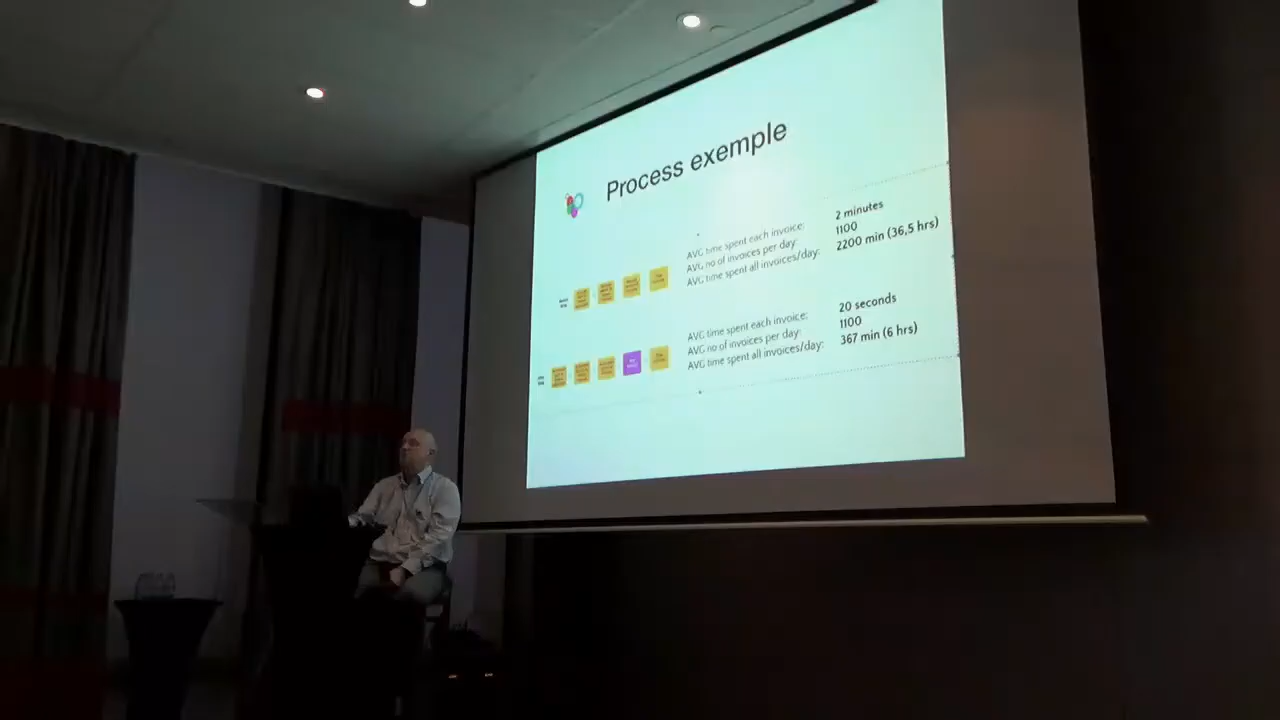 Process exemple
AVG time spent each invoice: 2 minutes
AVG no of invoices per day: 1100
AVG time spent all invoices/day: 2200 min (36,5 hrs)
AVG time spent each invoice: 20 seconds
AVG no of invoices per day: 1100
AVG time spent all invoices/day: 367 min (6 hrs)